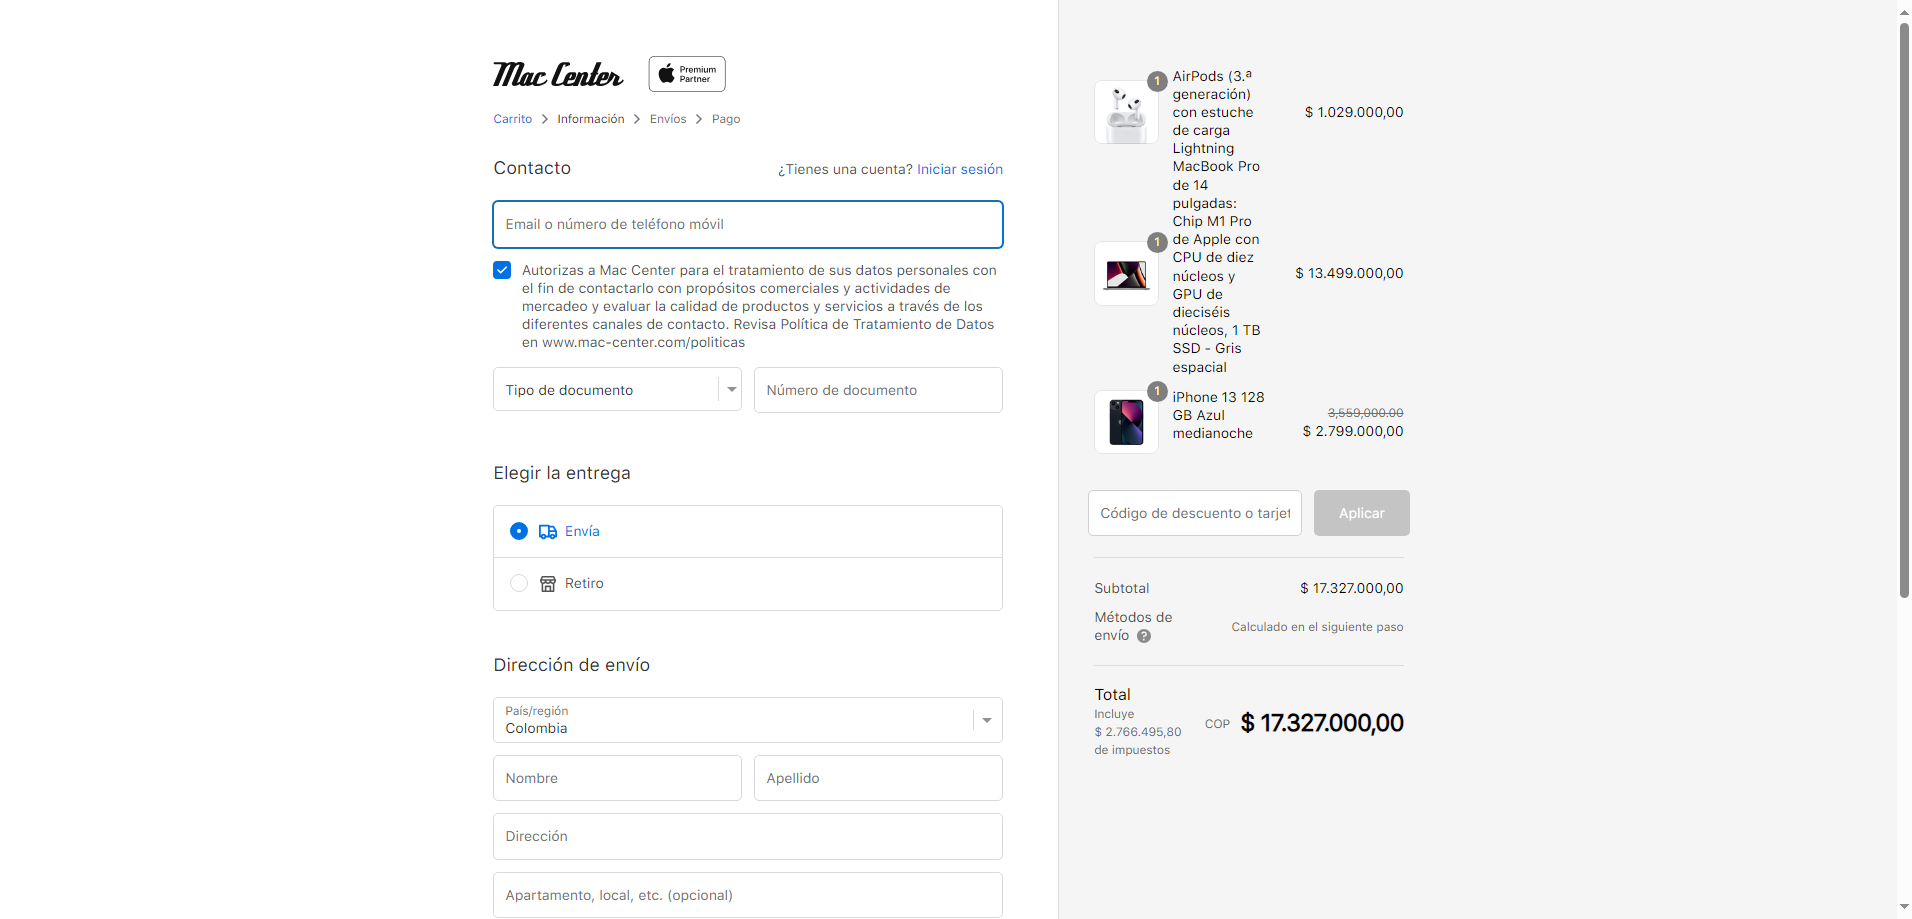 Mac Center
Premium
Partner
Carrito
Información
Envíos
Pago
Contacto
¿Tienes una cuenta? Iniciar sesión
Email o número de teléfono móvil
Autorizas a Mac Center para el tratamiento de sus datos personales con
el fin de contactarlo con propósitos comerciales y actividades de
mercadeo y evaluar la calidad de productos y servicios a través de los
diferentes canales de contacto. Revisa Política de Tratamiento de Datos
en www.mac-center.com/politicas
Tipo de documento
Número de documento
Elegir la entrega
Envía
Retiro
Dirección de envío
País/región
Colombia
Nombre
Apellido
Dirección
Apartamento, local, etc. (opcional)
1
AirPods (3.ª
generación)
con estuche
de carga
Lightning
$ 1.029.000,00
1
MacBook Pro
de 14
pulgadas:
Chip M1 Pro
de Apple con
CPU de diez
núcleos y
GPU de
dieciséis
núcleos, 1 TB
SSD - Gris
espacial
$ 13.499.000,00
1
iPhone 13 128
GB Azul
medianoche
3,559,000.00
$ 2.799.000,00
Código de descuento o tarjet
Aplicar
Subtotal
$ 17.327.000,00
Métodos de
envío ?
Calculado en el siguiente paso
Total
Incluye
$ 2.766.495,80
de impuestos
COP $ 17.327.000,00